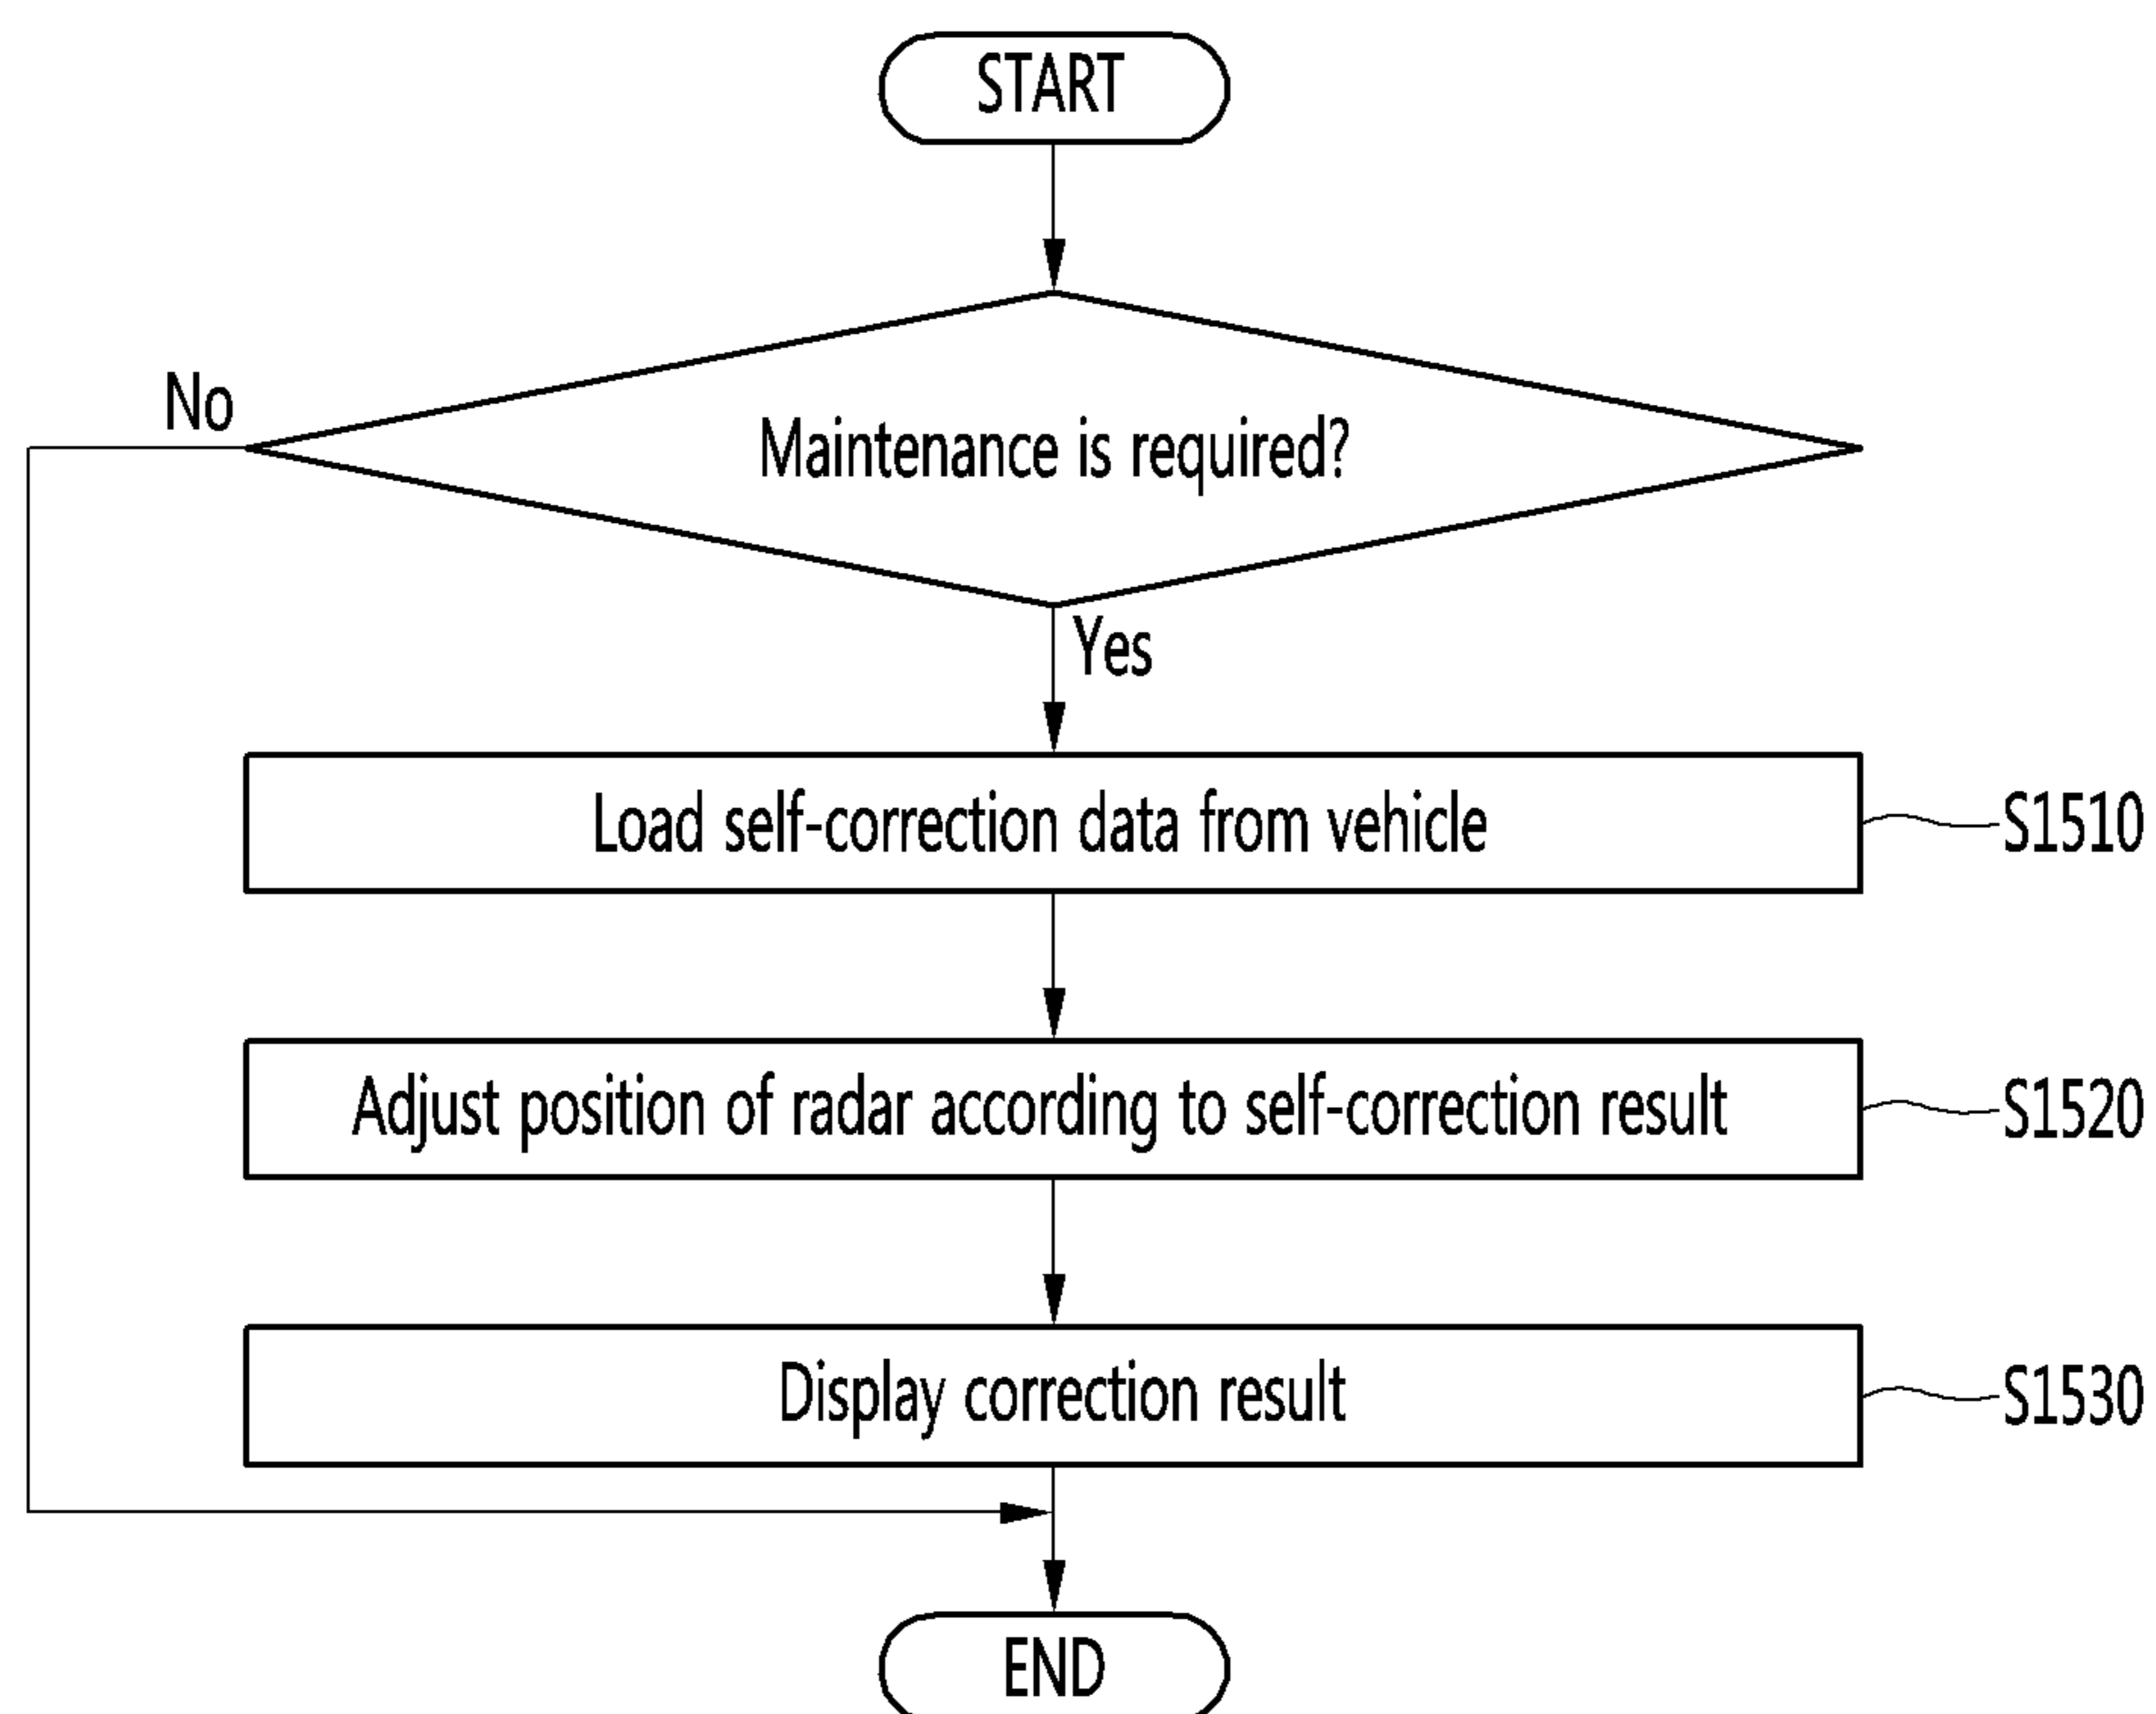 START
No
Maintenance is required?
Yes
Load self-correction data from vehicle
S1510
Adjust position of radar according to self-correction result
S1520
Display correction result
S1530
END